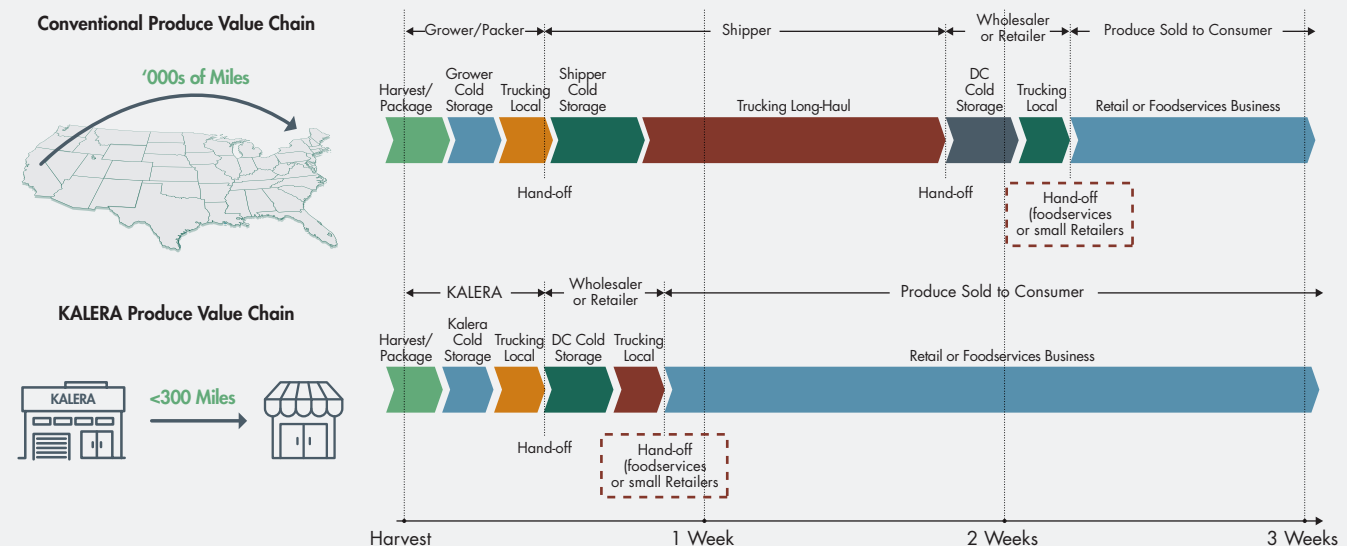 Conventional Produce Value Chain
'000s of Miles
Grower/Packer
Shipper
Wholesaler
or Retailer
Produce Sold to Consumer
Harvest/
Package
Grower
Cold
Storage
Trucking
Local
Shipper
Cold
Storage
Trucking Long-Haul
DC
Cold
Storage
Trucking
Local
Retail or Foodservices Business
Hand-off
Hand-off
Hand-off
(foodservices
or small Retailers
KALERA Produce Value Chain
KALERA
<300 Miles
KALERA
Wholesaler
or Retailer
Produce Sold to Consumer
Harvest/
Package
Kalera
Cold
Storage
Trucking
Local
DC Cold
Storage
Trucking
Local
Retail or Foodservices Business
Hand-off
Hand-off
(foodservices
or small Retailers
Harvest
1 Week
2 Weeks
3 Weeks